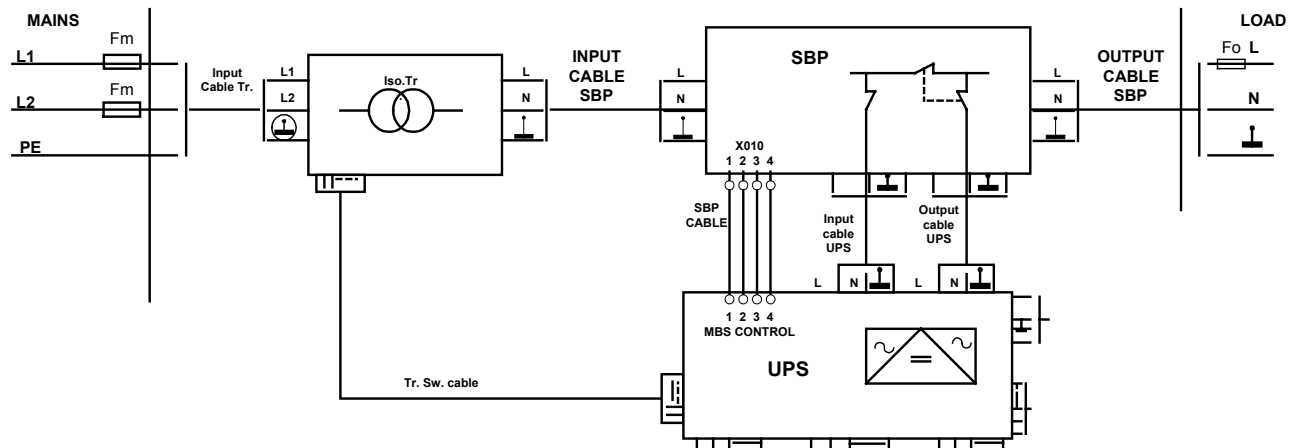 MAINS
L1
Fm
L2
Fm
PE
Input
Cable Tr.
L1
L2
Iso.Tr
L
N
INPUT
CABLE
SBP
L
N
SBP
X010
1 2 3 4
L
N
OUTPUT
CABLE
SBP
LOAD
Fo L
N
SBP
CABLE
Input
cable
UPS
Output
cable
UPS
L N L N
1 2 3 4
MBS CONTROL
UPS
Tr. Sw. cable